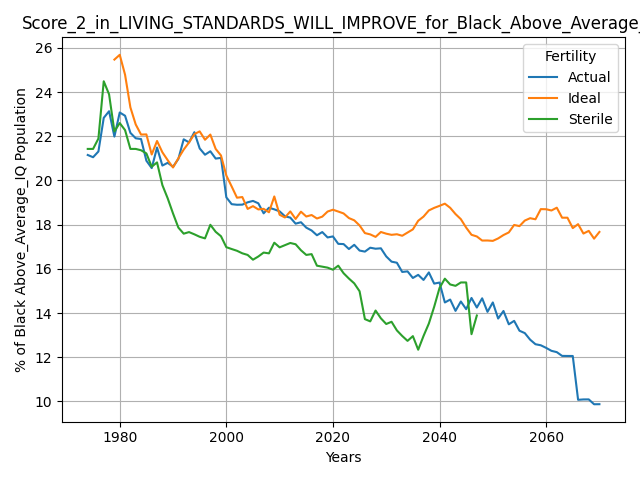 Score_2_in_LIVING_STANDARDS_WILL_IMPROVE_for_Black_Above_Average_
Fertility
Actual
Ideal
Sterile
% of Black Above_Average_IQ Population
26
24
22
20
18
16
14
12
10
1980
2000
2020
2040
2060
Years